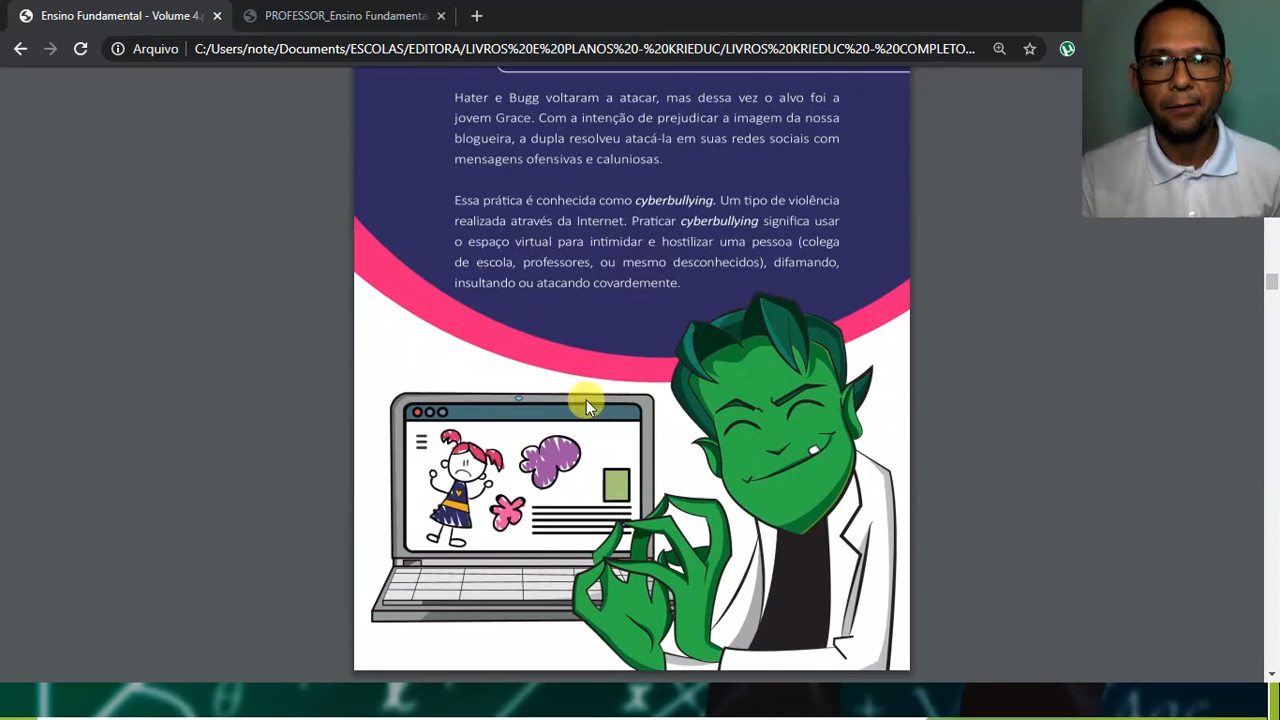 Ensino Fundamental - Volume 4.p
PROFESSOR_Ensino Fundamental
Arquivo
C:/Users/note/Documents/ESCOLAS/EDITORA/LIVROS%20E%20PLANOS%20-%20KRIEDUC/LIVROS%20KRIEDUC%20-%20COMPLETO...
Hater e Bugg voltaram a atacar, mas dessa vez o alvo foi a
jovem Grace. Com a intenção de prejudicar a imagem da nossa
blogueira, a dupla resolveu atacá-la em suas redes sociais com
mensagens ofensivas e caluniosas.
Essa prática é conhecida como cyberbullying. Um tipo de violência
realizada através da Internet. Praticar cyberbullying significa usar
o espaço virtual para intimidar e hostilizar uma pessoa (colega
de escola, professores, ou mesmo desconhecidos), difamando,
insultando ou atacando covardemente.